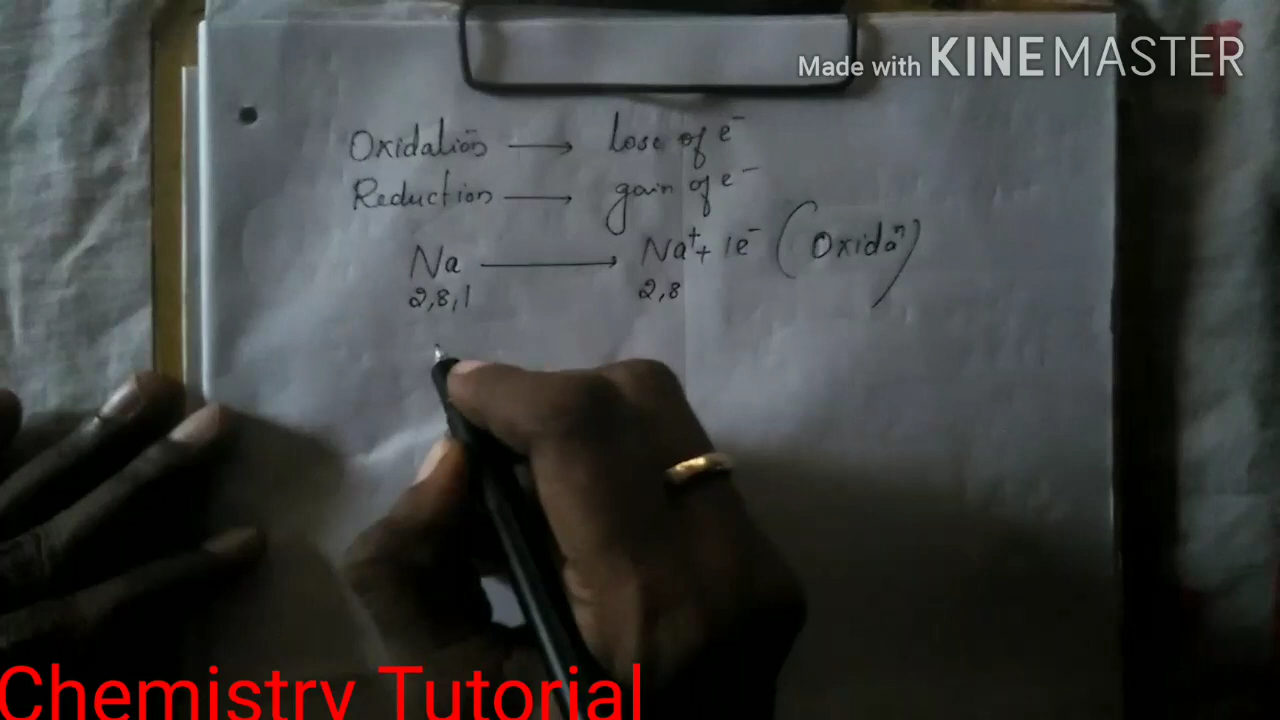 Made with KINEMASTER
Oxidation → lose of e⁻
Reduction → gain of e⁻
Na → Na⁺ + 1e⁻ (Oxidaⁿ)
2,8,1 2,8
Chemistry Tutorial